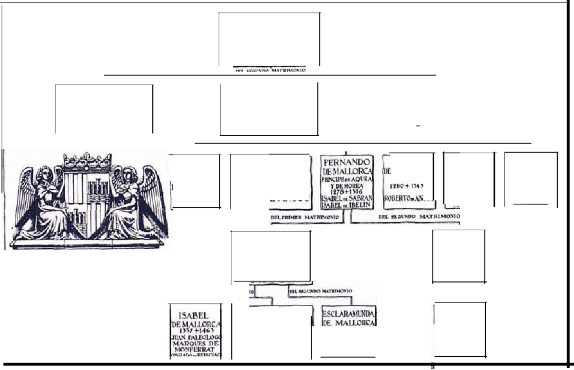 DEL SEGUNDO MATRIMONIO
FERNANDO
DE MALLORCA
PRINCIPE DE AQUEA
Y DE MOREA
1278 + 1316
ISABEL DE SABRAN
ISABEL DE IBELIN
DE
1280 + 1343
ROBERTO DE AN
DEL PRIMER MATRIMONIO
DEL SEGUNDO MATRIMONIO
DEL SEGUNDO MATRIMONIO
ISABEL
DE MALLORCA
1337 + 1403
JUAN PALEOLOGO
MARQUES DE
MONFERRAT
ESCLARAMUNDA
DE MALLORCA